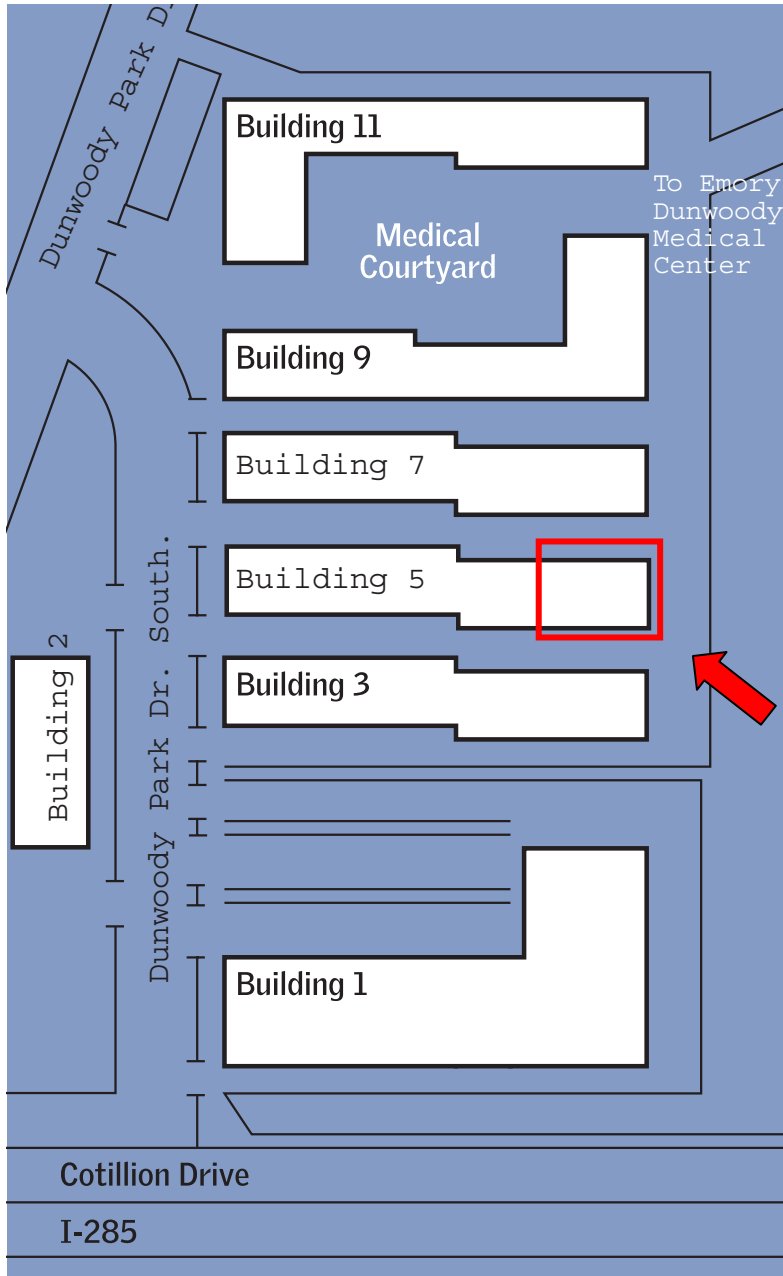 Dunwoody Park D
Building 11
To Emory
Dunwoody
Medical
Center
Medical
Courtyard
Building 9
Building 7
Building 5
Dunwoody Park Dr. South.
Building 2
Building 3
Building 1
Cotillion Drive
I-285